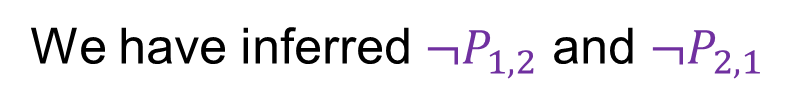 We have inferred ¬P₁,₂ and ¬P₂,₁